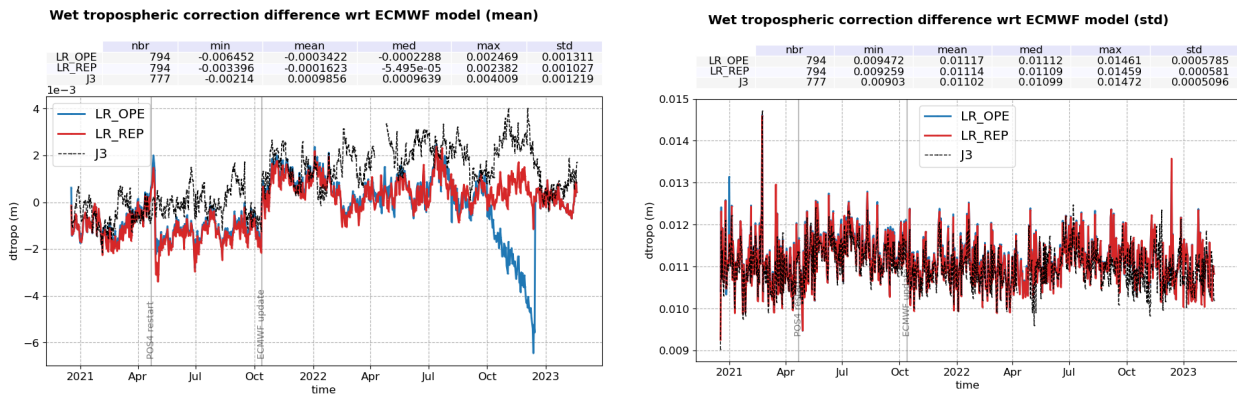 Wet tropospheric correction difference wrt ECMWF model (mean)
nbr min mean med max std
LR_OPE 794 -0.006452 -0.0003422 -0.0002288 0.002469 0.001311
LR_REP 794 -0.003396 -0.0001623 -5.495e-05 0.002382 0.001027
J3 777 -0.00214 0.0009856 0.0009639 0.004009 0.001219
1e−3
4
2
0
−2
−4
−6
dtropo (m)
LR_OPE
LR_REP
J3
POS4 restart
ECMWF update
2021 Apr Jul Oct 2022 Apr Jul Oct 2023
time
Wet tropospheric correction difference wrt ECMWF model (std)
nbr min mean med max std
LR_OPE 794 0.009472 0.01117 0.01112 0.01461 0.0005785
LR_REP 794 0.009259 0.01114 0.01109 0.01459 0.000581
J3 777 0.00903 0.01102 0.01099 0.01472 0.0005096
0.015
0.014
0.013
0.012
0.011
0.010
0.009
dtropo (m)
LR_OPE
LR_REP
J3
POS4
ECMWF
2021 Apr Jul Oct 2022 Apr Jul Oct 2023
time